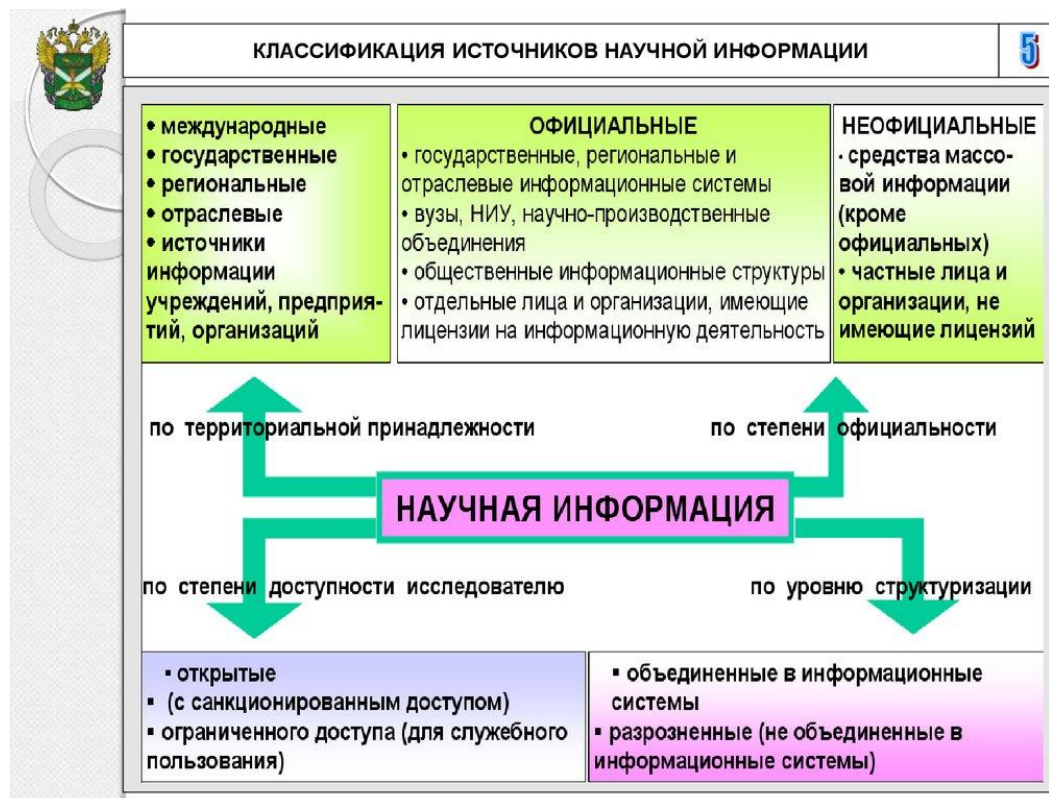 КЛАССИФИКАЦИЯ ИСТОЧНИКОВ НАУЧНОЙ ИНФОРМАЦИИ
5
• международные
• государственные
• региональные
• отраслевые
• источники
информации
учреждений, предприя-
тий, организаций
ОФИЦИАЛЬНЫЕ
• государственные, региональные и
отраслевые информационные системы
• вузы, НИУ, научно-производственные
объединения
• общественные информационные структуры
• отдельные лица и организации, имеющие
лицензии на информационную деятельность
НЕОФИЦИАЛЬНЫЕ
• средства массо-
вой информации
(кроме
официальных)
• частные лица и
организации, не
имеющие лицензий
по территориальной принадлежности
по степени официальности
НАУЧНАЯ ИНФОРМАЦИЯ
по степени доступности исследователю
по уровню структуризации
▪ открытые
▪ (с санкционированным доступом)
▪ ограниченного доступа (для служебного
пользования)
▪ объединенные в информационные
системы
▪ разрозненные (не объединенные в
информационные системы)